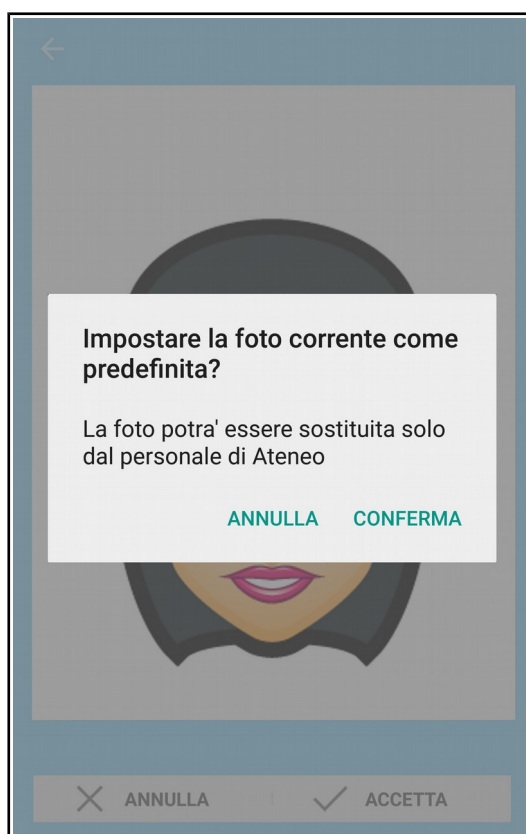 Impostare la foto corrente come
predefinita?
La foto potra' essere sostituita solo
dal personale di Ateneo
ANNULLA CONFERMA
ANNULLA ACCETTA